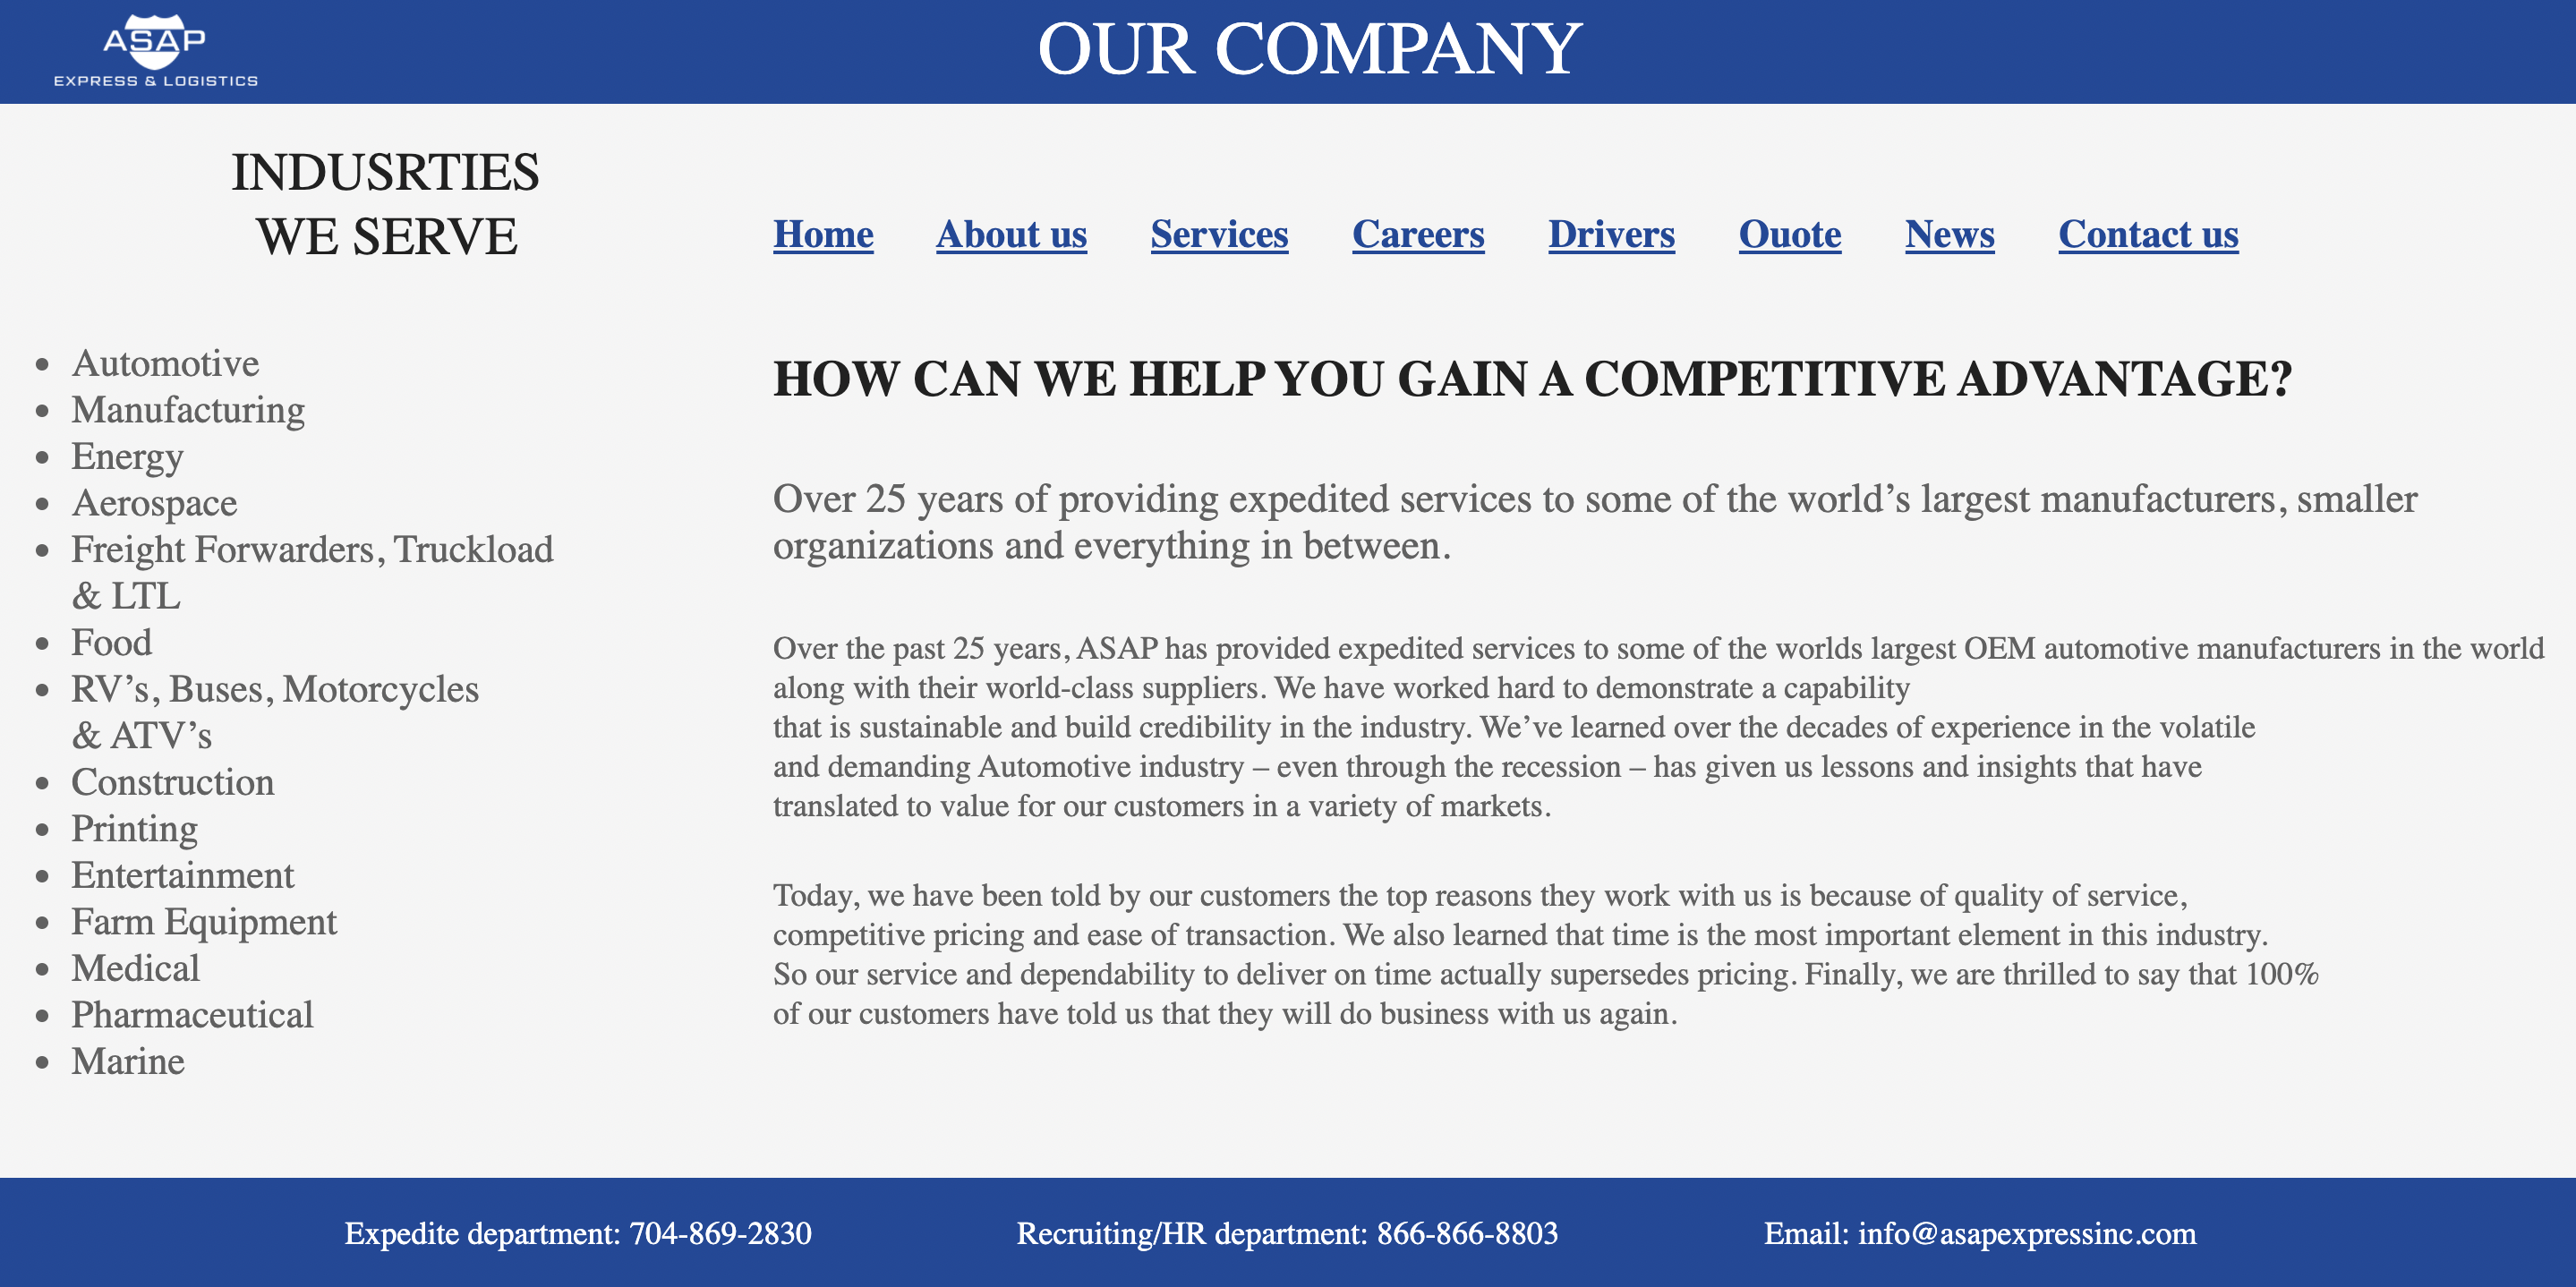 ASAP
EXPRESS & LOGISTICS
OUR COMPANY
INDUSRTIES
WE SERVE
Home About us Services Careers Drivers Quote News Contact us
Automotive
Manufacturing
Energy
Aerospace
Freight Forwarders, Truckload
& LTL
Food
RV’s, Buses, Motorcycles
& ATV’s
Construction
Printing
Entertainment
Farm Equipment
Medical
Pharmaceutical
Marine
HOW CAN WE HELP YOU GAIN A COMPETITIVE ADVANTAGE?
Over 25 years of providing expedited services to some of the world’s largest manufacturers, smaller
organizations and everything in between.
Over the past 25 years, ASAP has provided expedited services to some of the worlds largest OEM automotive manufacturers in the world
along with their world-class suppliers. We have worked hard to demonstrate a capability
that is sustainable and build credibility in the industry. We’ve learned over the decades of experience in the volatile
and demanding Automotive industry – even through the recession – has given us lessons and insights that have
translated to value for our customers in a variety of markets.
Today, we have been told by our customers the top reasons they work with us is because of quality of service,
competitive pricing and ease of transaction. We also learned that time is the most important element in this industry.
So our service and dependability to deliver on time actually supersedes pricing. Finally, we are thrilled to say that 100%
of our customers have told us that they will do business with us again.
Expedite department: 704-869-2830 Recruiting/HR department: 866-866-8803 Email: info@asapexpressinc.com